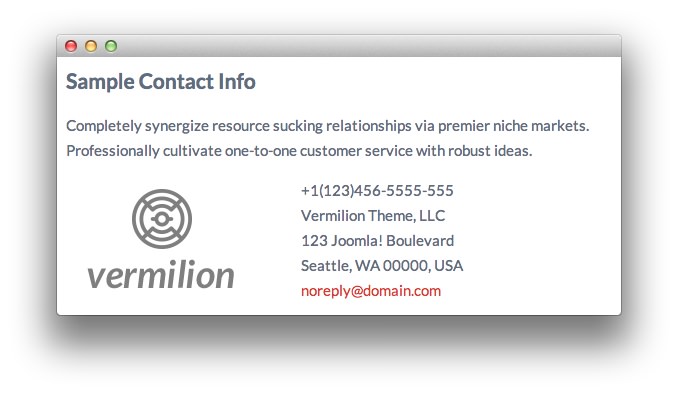 Sample Contact Info
Completely synergize resource sucking relationships via premier niche markets.
Professionally cultivate one-to-one customer service with robust ideas.
vermilion
+1(123)456-5555-555
Vermilion Theme, LLC
123 Joomla! Boulevard
Seattle, WA 00000, USA
noreply@domain.com